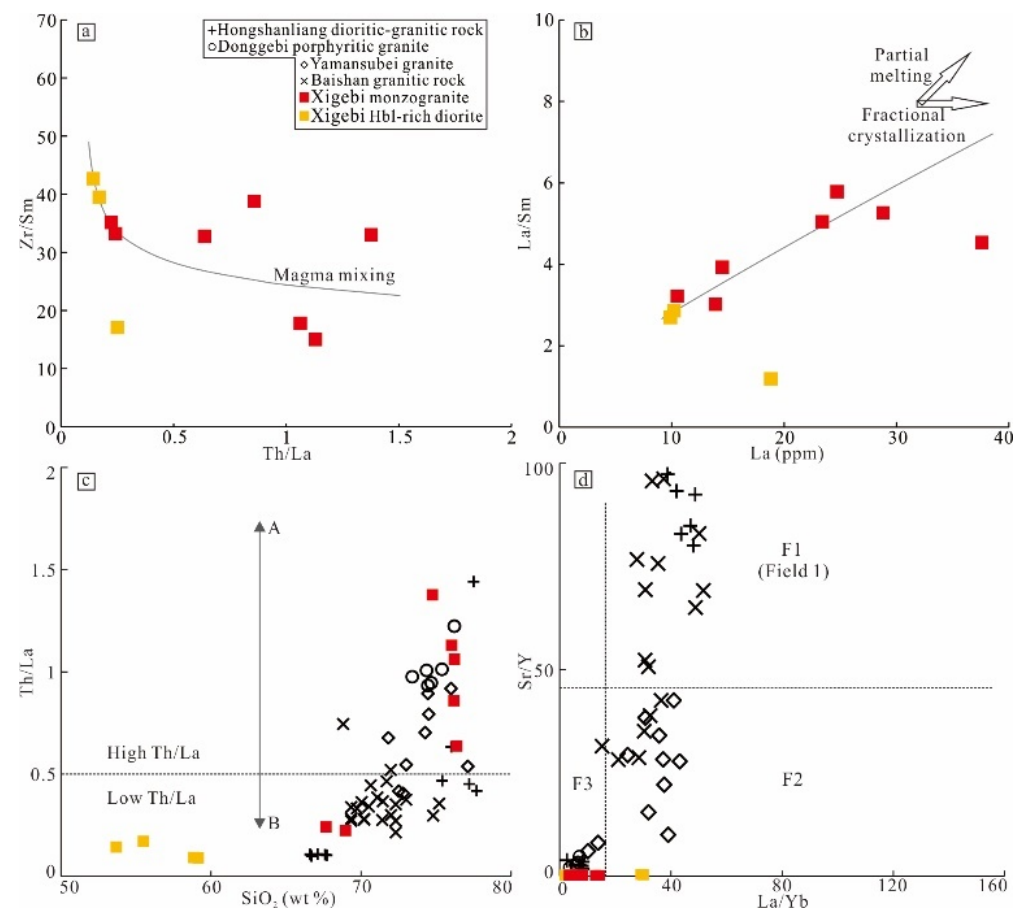 a
70
60
50
40
30
20
10
0
Zr/Sm
0
0.5
1
1.5
2
Th/La
+Hongshanliang dioritic-granitic rock
Donggebi porphyritic granite
Yamansubei granite
Baishan granitic rock
Xigebi monzogranite
Xigebi Hbl-rich diorite
Magma mixing
b
10
8
6
4
2
0
La/Sm
0
10
20
30
40
La (ppm)
Partial
melting
Fractional
crystallization
c
2
1.5
1
0.5
0
Th/La
50
60
70
80
SiO2 (wt %)
A
B
High Th/La
Low Th/La
d
100
50
0
Sr/Y
0
40
80
120
160
La/Yb
F1
(Field 1)
F2
F3